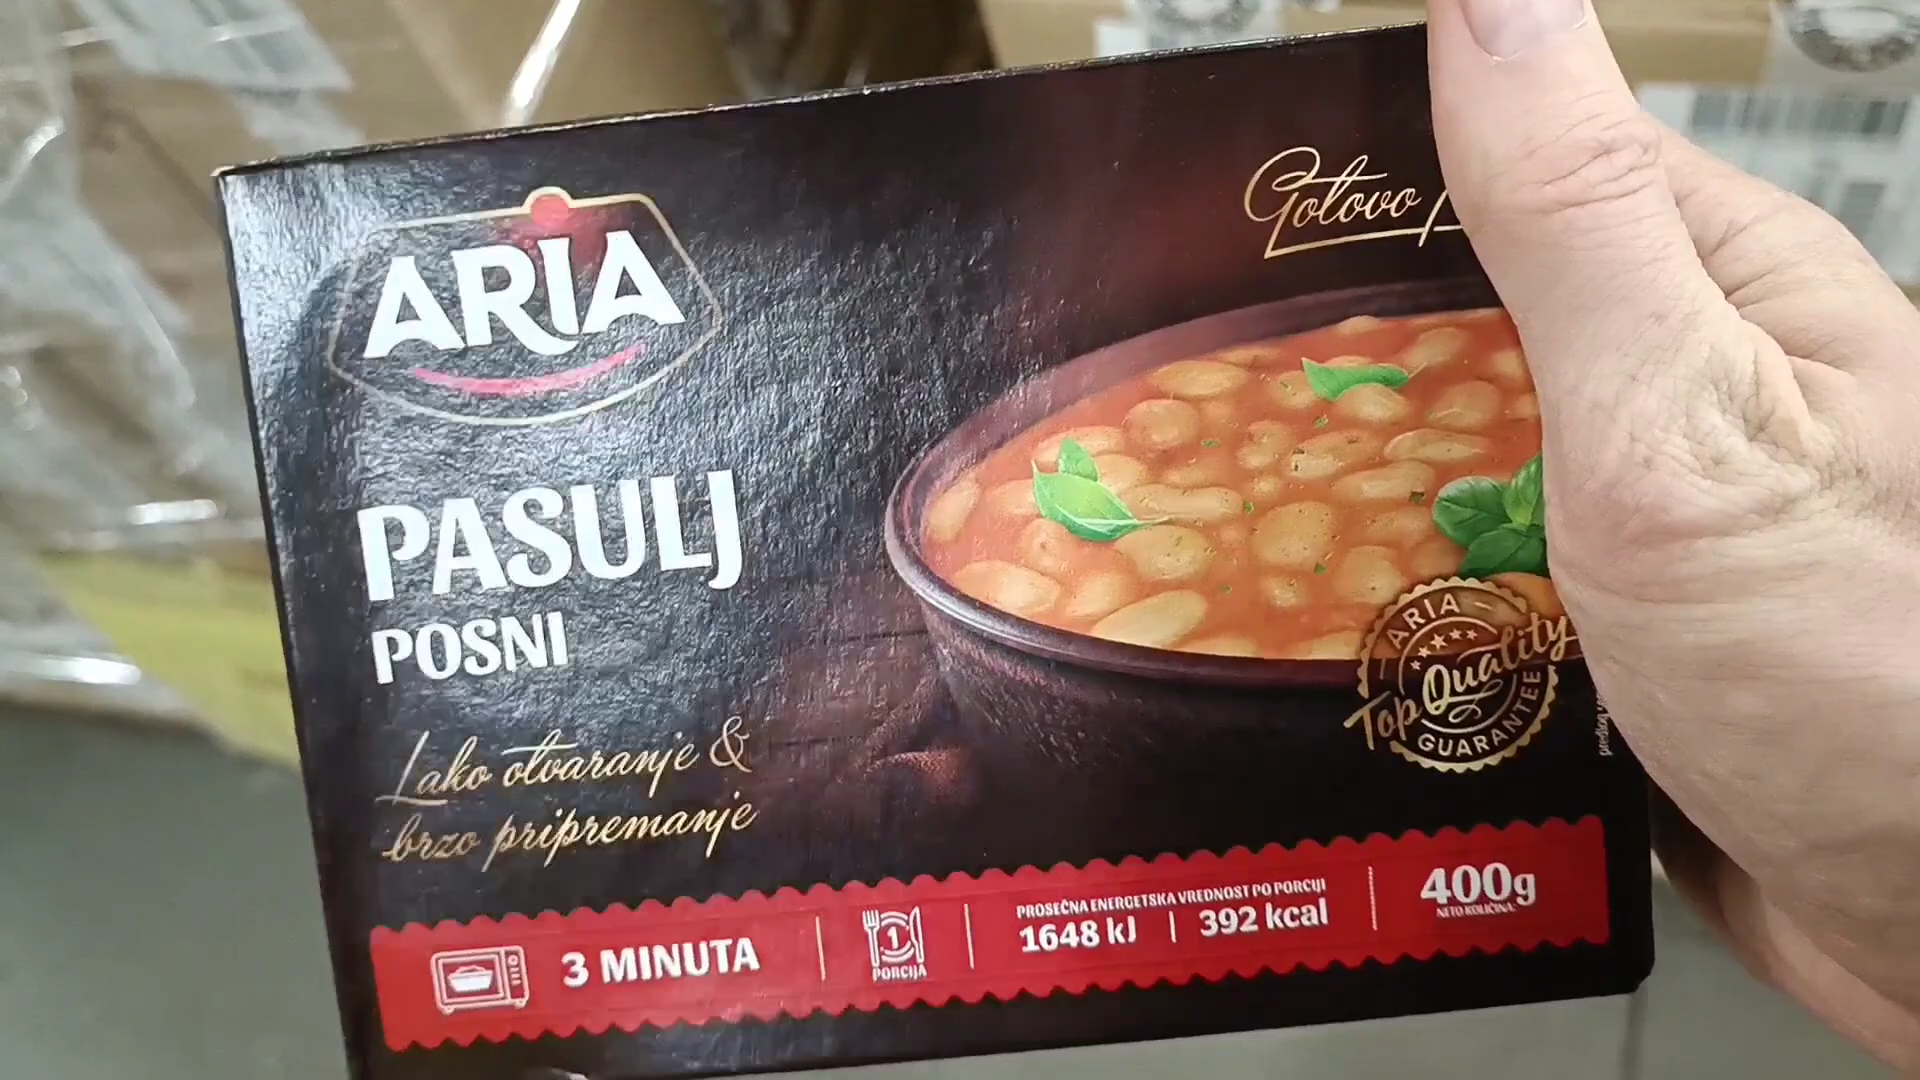 ARIA
Gotovo
PASULJ
POSNI
Lako otvaranje &
brzo pripremanje
ARIA
Top Quality
GUARANTEE
predlog
3 MINUTA
1
PORCIJA
PROSEČNA ENERGETSKA VREDNOST PO PORCIJI
1648 kJ | 392 kcal
400g
NETO KOLIČINA: